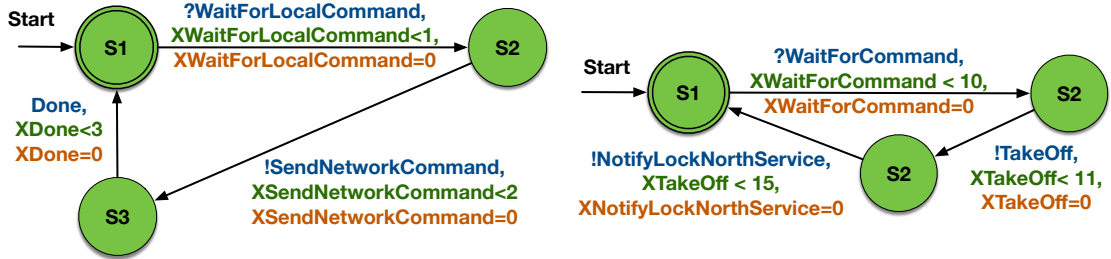 Start
S1
?WaitForLocalCommand,
XWaitForLocalCommand<1,
XWaitForLocalCommand=0
S2
Done,
XDone<3
XDone=0
!SendNetworkCommand,
XSendNetworkCommand<2
XSendNetworkCommand=0
S3
Start
S1
?WaitForCommand,
XWaitForCommand < 10,
XWaitForCommand=0
S2
!NotifyLockNorthService,
XTakeOff < 15,
XNotifyLockNorthService=0
S2
!TakeOff,
XTakeOff< 11,
XTakeOff=0